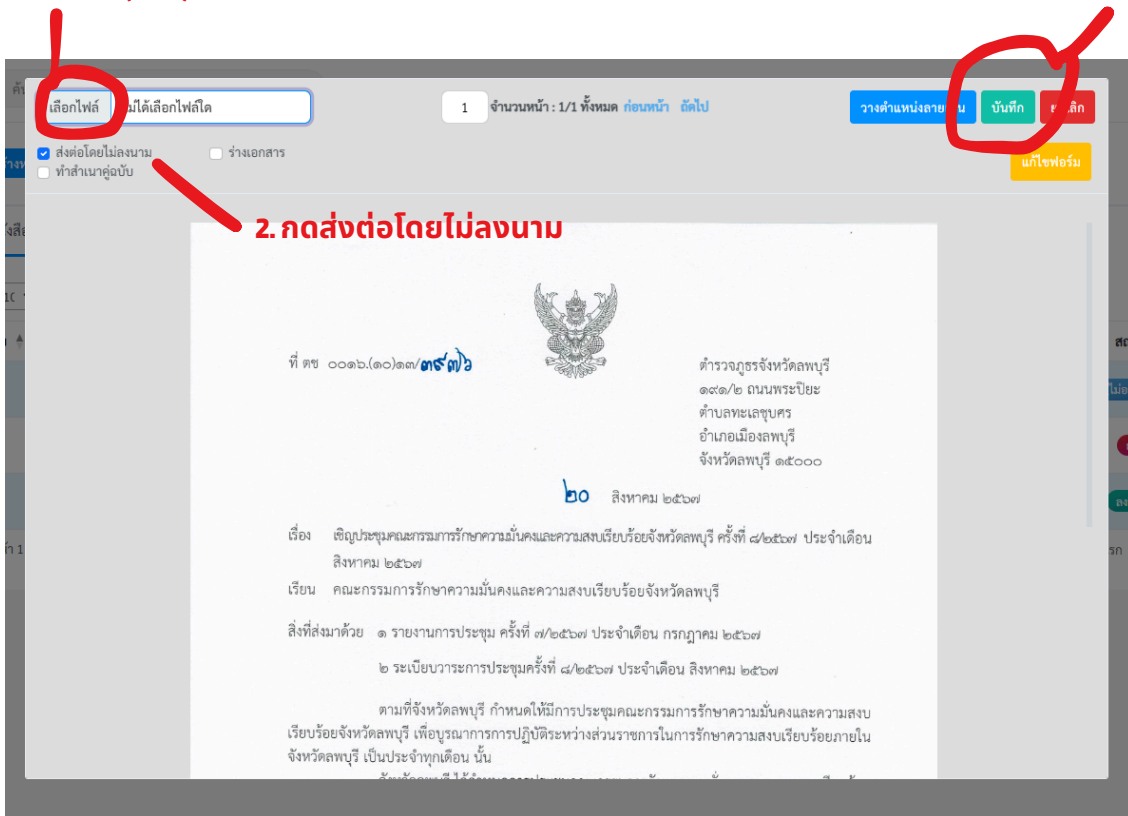 เลือกไฟล์ ไม่ได้เลือกไฟล์ใด
1 จำนวนหน้า : 1/1 ทั้งหมด ก่อนหน้า ถัดไป
วางตำแหน่งลายเซ็น บันทึก ยกเลิก
ส่งต่อโดยไม่ลงนาม ร่างเอกสาร
ทำสำเนาคู่ฉบับ
แก้ไขฟอร์ม
2. กดส่งต่อโดยไม่ลงนาม
ที่ ตช ๐๐๑๖.(๑๐)๑๓/๓๙๓๖
ตำรวจภูธรจังหวัดลพบุรี
๑๙๑/๒ ถนนพระปิยะ
ตำบลทะเลชุบศร
อำเภอเมืองลพบุรี
จังหวัดลพบุรี ๑๕๐๐๐
๒๐ สิงหาคม ๒๕๖๗
เรื่อง เชิญประชุมคณะกรรมการรักษาความมั่นคงและความสงบเรียบร้อยจังหวัดลพบุรี ครั้งที่ ๘/๒๕๖๗ ประจำเดือน
สิงหาคม ๒๕๖๗
เรียน คณะกรรมการรักษาความมั่นคงและความสงบเรียบร้อยจังหวัดลพบุรี
สิ่งที่ส่งมาด้วย ๑ รายงานการประชุม ครั้งที่ ๗/๒๕๖๗ ประจำเดือน กรกฎาคม ๒๕๖๗
๒ ระเบียบวาระการประชุมครั้งที่ ๘/๒๕๖๗ ประจำเดือน สิงหาคม ๒๕๖๗
ตามที่จังหวัดลพบุรี กำหนดให้มีการประชุมคณะกรรมการรักษาความมั่นคงและความสงบ
เรียบร้อยจังหวัดลพบุรี เพื่อบูรณาการการปฏิบัติระหว่างส่วนราชการในการรักษาความสงบเรียบร้อยภายใน
จังหวัดลพบุรี เป็นประจำทุกเดือน นั้น